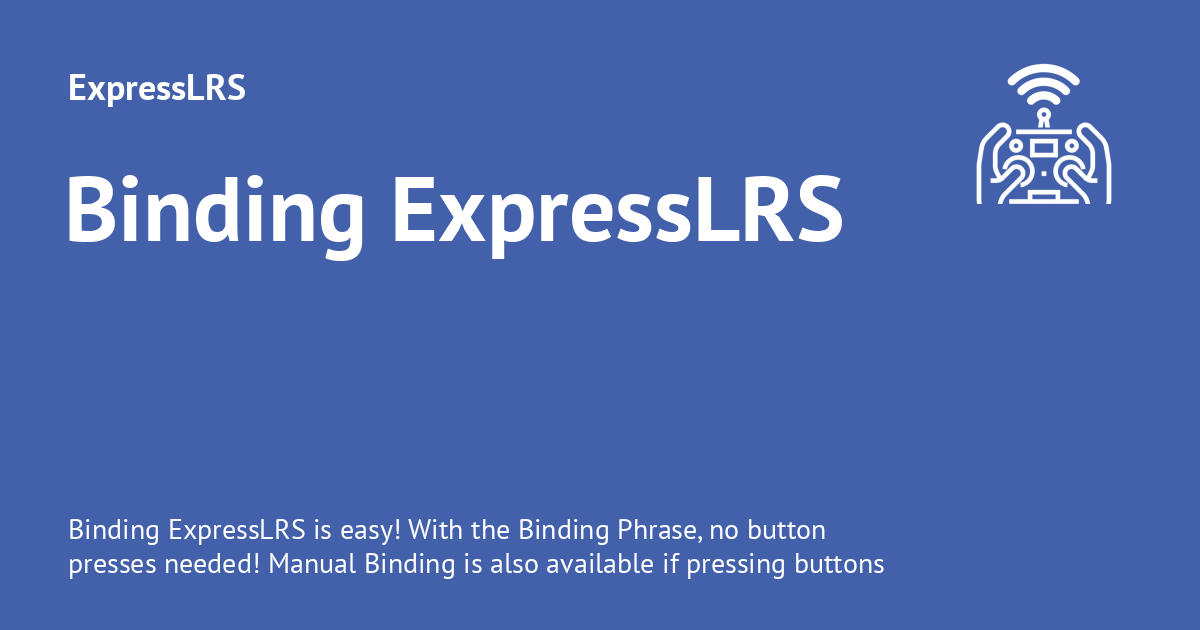 ExpressLRS
Binding ExpressLRS
Binding ExpressLRS is easy! With the Binding Phrase, no button
presses needed! Manual Binding is also available if pressing buttons